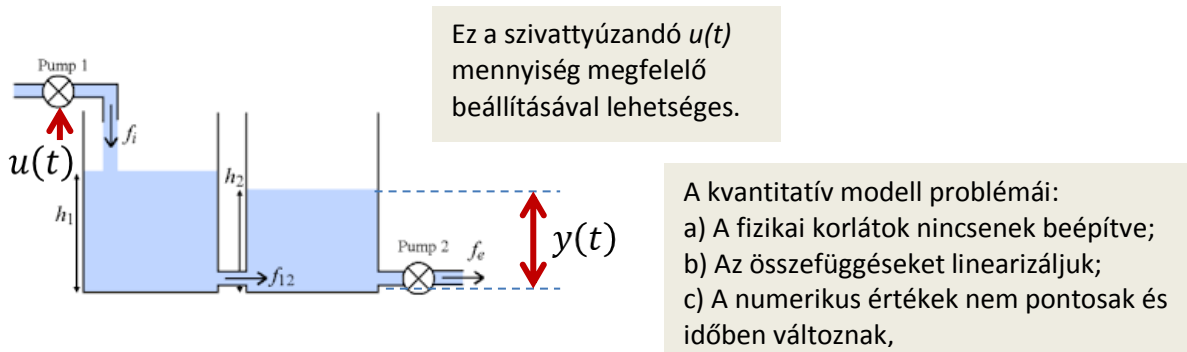 Ez a szivattyúzandó u(t)
mennyiség megfelelő
beállításával lehetséges.
Pump 1
f_i
u(t)
h_2
h_1
y(t)
Pump 2
f_e
f_12
A kvantitatív modell problémái:
a) A fizikai korlátok nincsenek beépítve;
b) Az összefüggéseket linearizáljuk;
c) A numerikus értékek nem pontosak és
időben változnak,